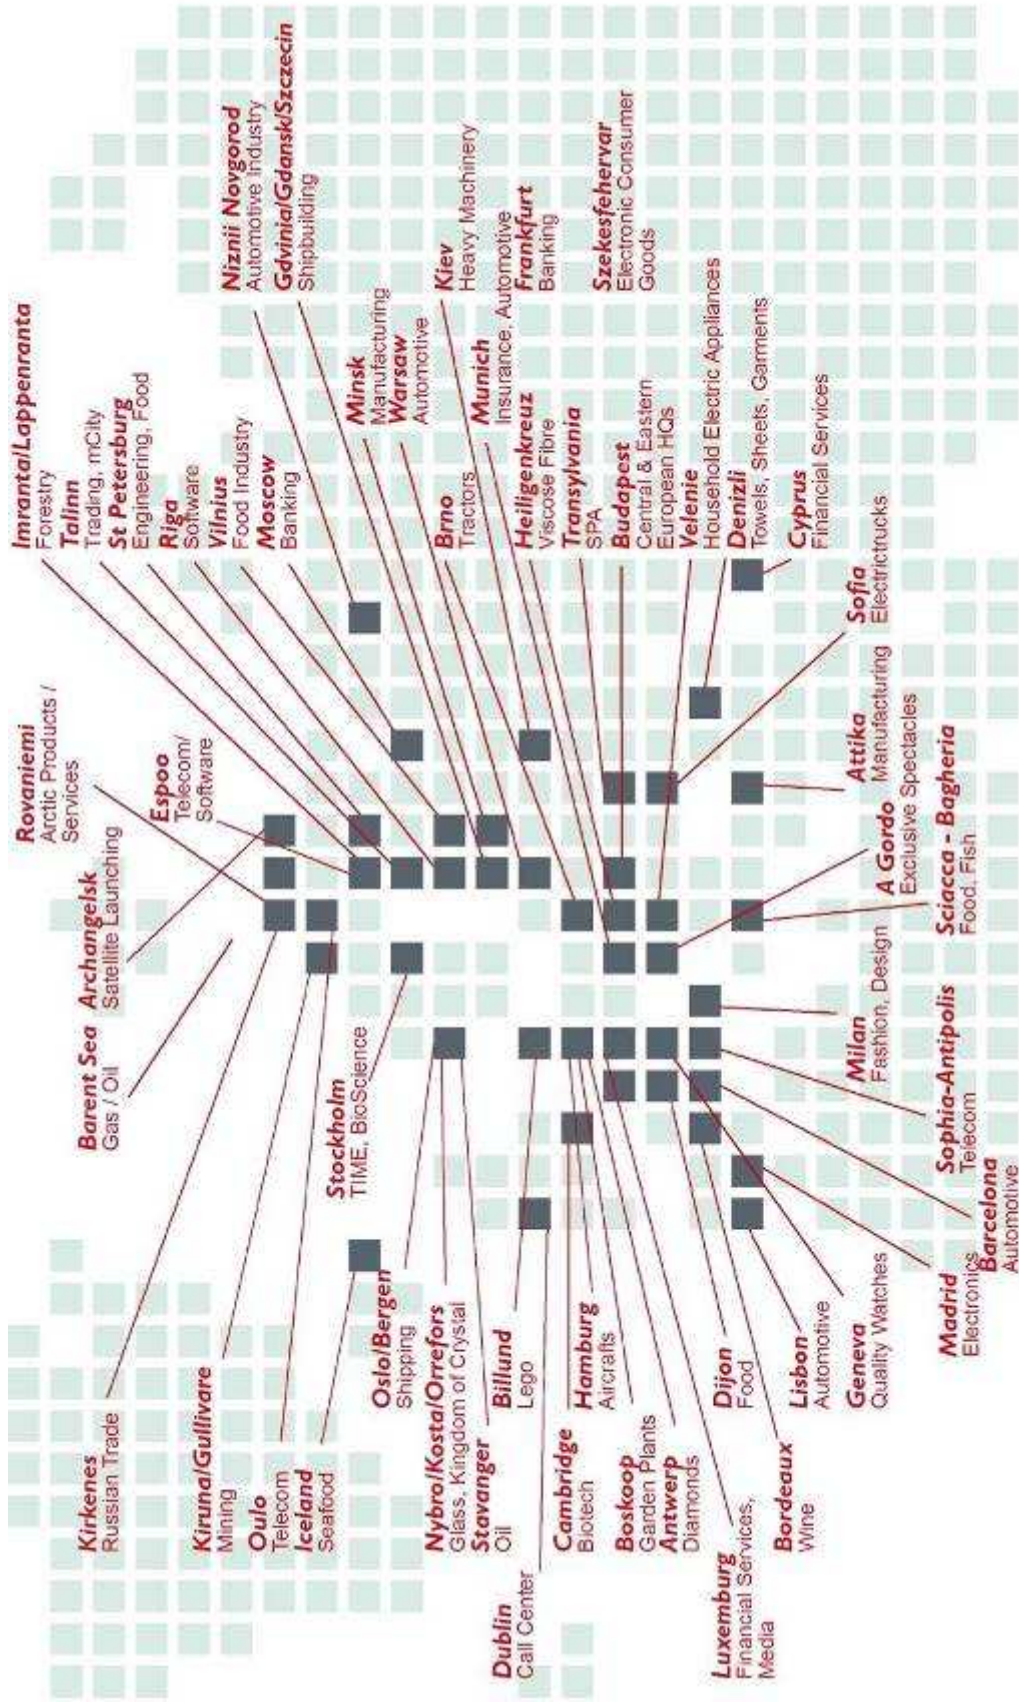 Kirkenes
Russian Trade
Barent Sea
Gas / Oil
Archangelsk
Satellite Launching
Rovaniemi
Arctic Products /
Services
Imranta/Lappenranta
Forestry
Talinn
Trading, mCity
St Petersburg
Engineering, Food
Riga
Software
Vilnius
Food Industry
Moscow
Banking
Espoo
Telecom/
Software
Niznii Novgorod
Automotive Industry
Gdvinia/Gdansk/Szczecin
Shipbuilding
Kiruna/Gullivare
Mining
Oulo
Telecom
Iceland
Seafood
Stockholm
TIME, BioScience
Minsk
Manufacturing
Warsaw
Automotive
Oslo/Bergen
Shipping
Nybro/Kosta/Orrefors
Glass, Kingdom of Crystal
Stavanger
Oil
Brno
Tractors
Kiev
Heavy Machinery
Munich
Insurance, Automotive
Frankfurt
Banking
Dublin
Call Center
Billund
Lego
Heiligenkreuz
Viscose Fibre
Transylvania
SPA
Cambridge
Biotech
Hamburg
Aircrafts
Boskoop
Garden Plants
Antwerp
Diamonds
Budapest
Central & Eastern
European HQs
Szekesfehervar
Electronic Consumer
Goods
Velenie
Household Electric Appliances
Luxemburg
Financial Services,
Media
Dijon
Food
Denizli
Towels, Sheets, Garments
Bordeaux
Wine
Lisbon
Automotive
Cyprus
Financial Services
Geneva
Quality Watches
Milan
Fashion, Design
Attika
Manufacturing
Sofia
Electrictrucks
A Gordo
Exclusive Spectacles
Madrid
Electronics
Barcelona
Automotive
Sophia-Antipolis
Telecom
Sciacca - Bagheria
Food, Fish